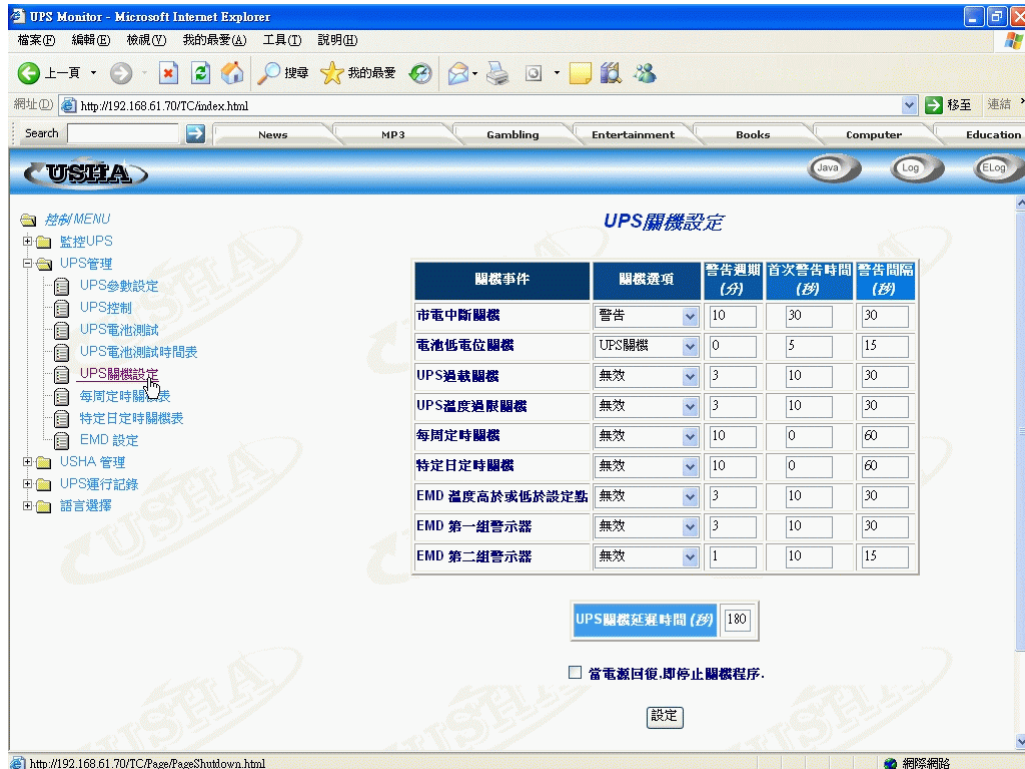 UPS Monitor - Microsoft Internet Explorer
檔案(F) 編輯(E) 檢視(V) 我的最愛(A) 工具(T) 說明(H)
上一頁 搜尋 我的最愛
網址(D) http://192.168.61.70/TC/index.html 移至 連結
Search News MP3 Gambling Entertainment Books Computer Education
USHA Java Log ELog
控制MENU
監控UPS
UPS管理
UPS參數設定
UPS控制
UPS電池測試
UPS電池測試時間表
UPS關機設定
每周定時關機表
特定日定時關機表
EMD 設定
USHA 管理
UPS運行記錄
語言選擇
UPS關機設定
關機事件 關機選項 警告週期(分) 首次警告時間(秒) 警告間隔(秒)
市電中斷關機 警告 10 30 30
電池低電位關機 UPS關機 0 5 15
UPS過載關機 無效 3 10 30
UPS溫度過限關機 無效 3 10 30
每周定時關機 無效 10 0 60
特定日定時關機 無效 10 0 60
EMD 溫度高於或低於設定點 無效 3 10 30
EMD 第一組警示器 無效 3 10 30
EMD 第二組警示器 無效 1 10 15
UPS關機延遲時間 (秒) 180
當電源回復,即停止關機程序.
設定
http://192.168.61.70/TC/Page/PageShutdown.html 網際網路